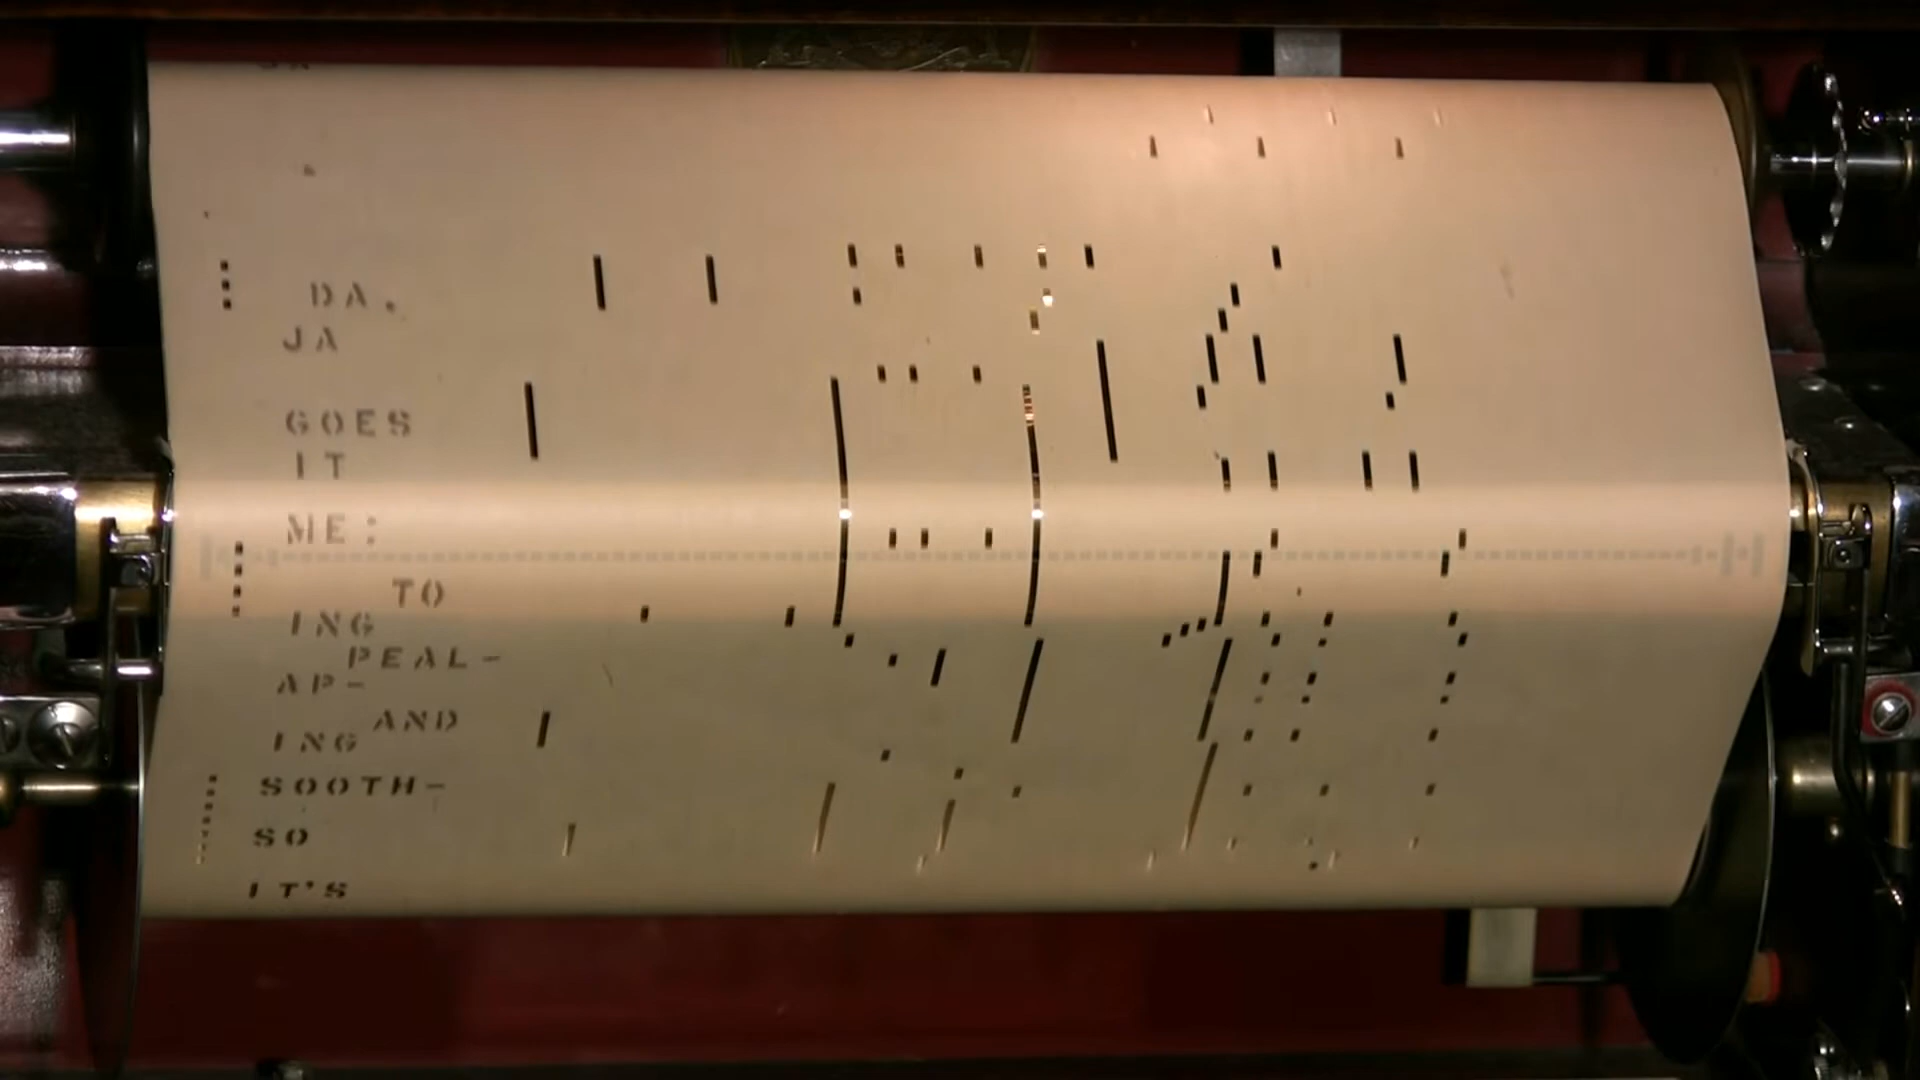 IT'S
SO
SOOTH-
ING
AND
AP-
PEAL-
ING
TO
ME:
IT
GOES
JA
DA,